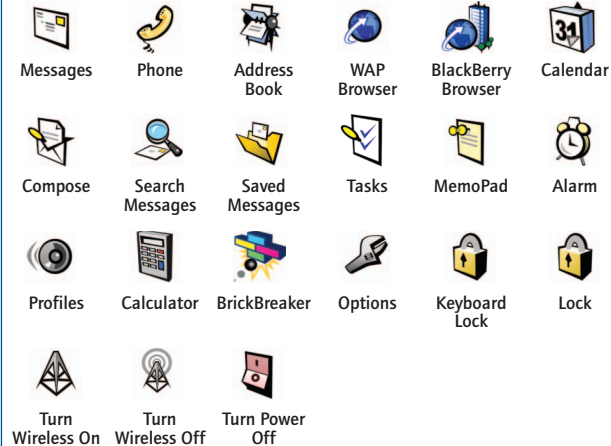 31
Messages Phone Address Book WAP Browser BlackBerry Browser Calendar
Compose Search Messages Saved Messages Tasks MemoPad Alarm
Profiles Calculator BrickBreaker Options Keyboard Lock Lock
Turn Wireless On Turn Wireless Off Turn Power Off